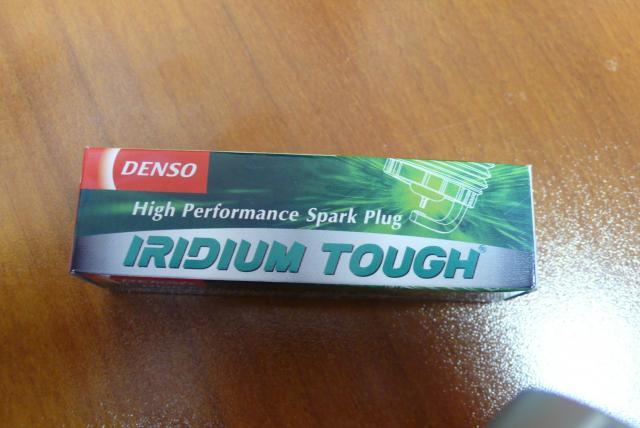 DENSO
High Performance Spark Plug
IRIDIUM TOUGH